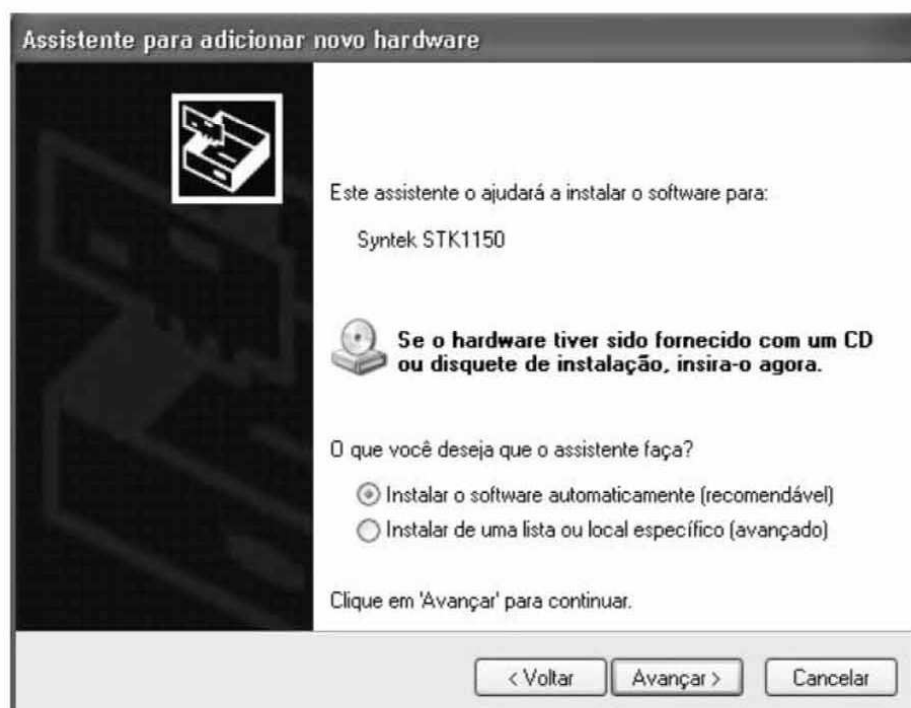 Assistente para adicionar novo hardware
Este assistente o ajudará a instalar o software para:
Syntek STK1150
Se o hardware tiver sido fornecido com um CD
ou disquete de instalação, insira-o agora.
O que você deseja que o assistente faça?
Instalar o software automaticamente (recomendável)
Instalar de uma lista ou local específico (avançado)
Clique em 'Avançar' para continuar.
< Voltar
Avançar >
Cancelar